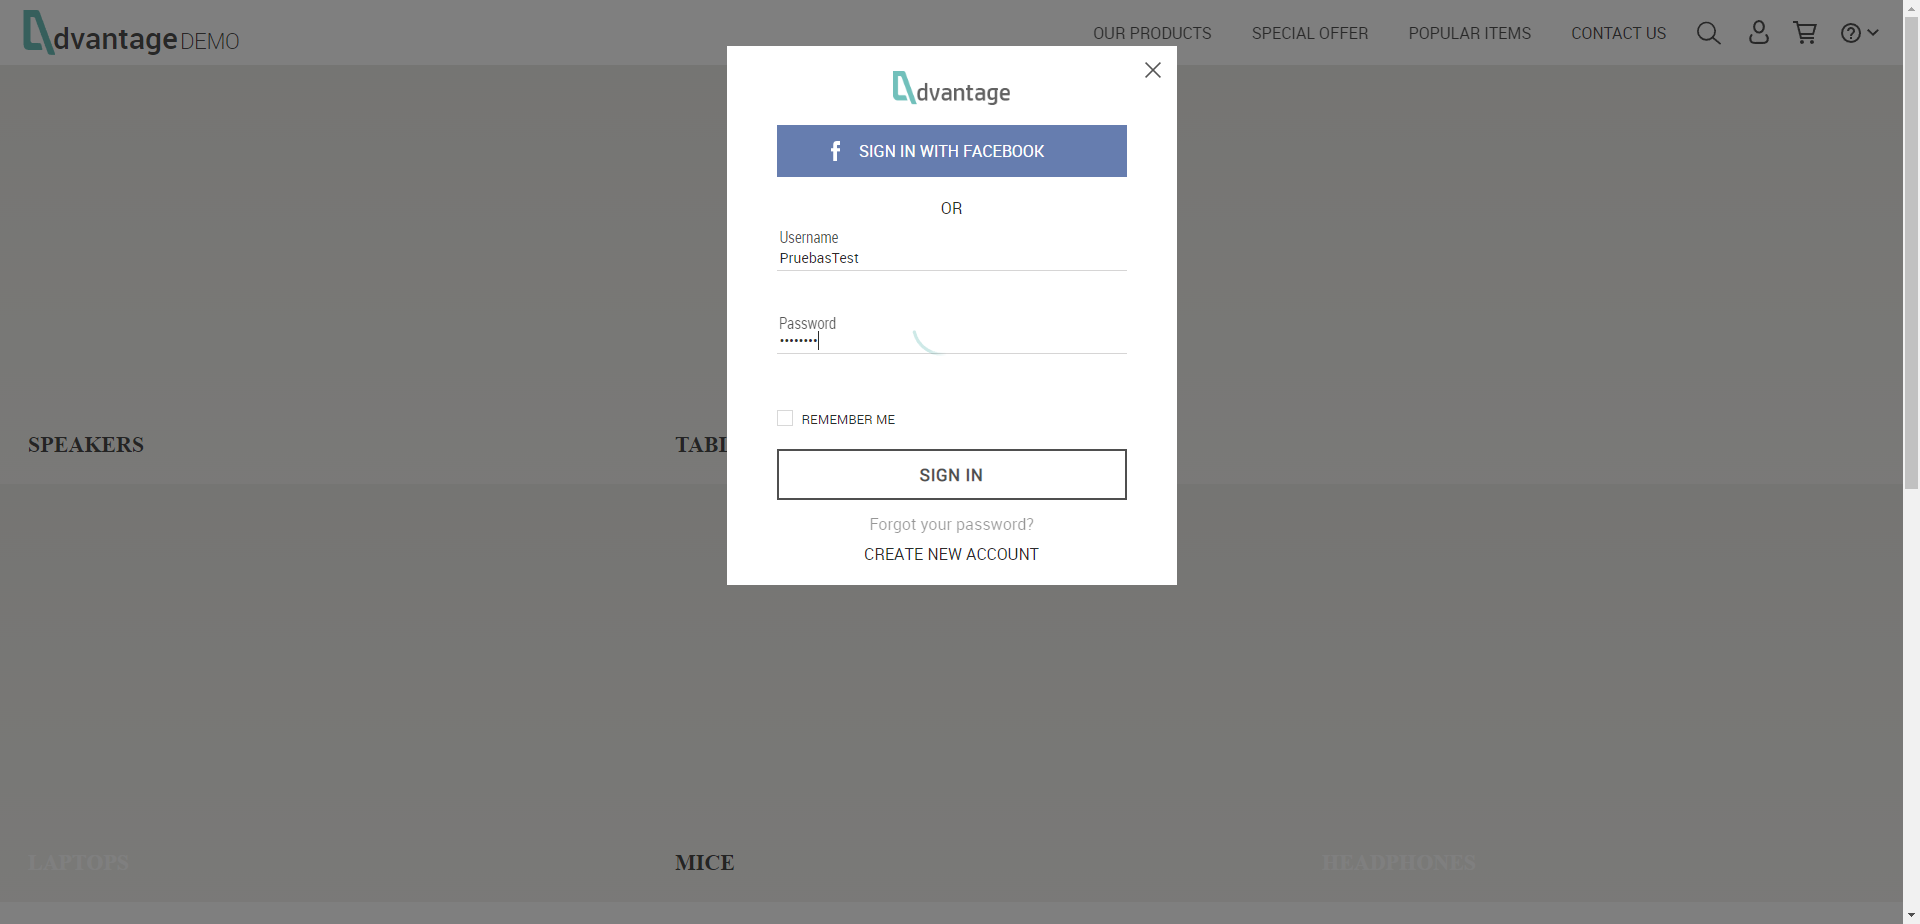 dvantage DEMO
OUR PRODUCTS
SPECIAL OFFER
POPULAR ITEMS
CONTACT US
dvantage
f SIGN IN WITH FACEBOOK
OR
Username
PruebasTest
Password
••••••••
REMEMBER ME
SIGN IN
Forgot your password?
CREATE NEW ACCOUNT
SPEAKERS
TABL
LAPTOPS
MICE
HEADPHONES